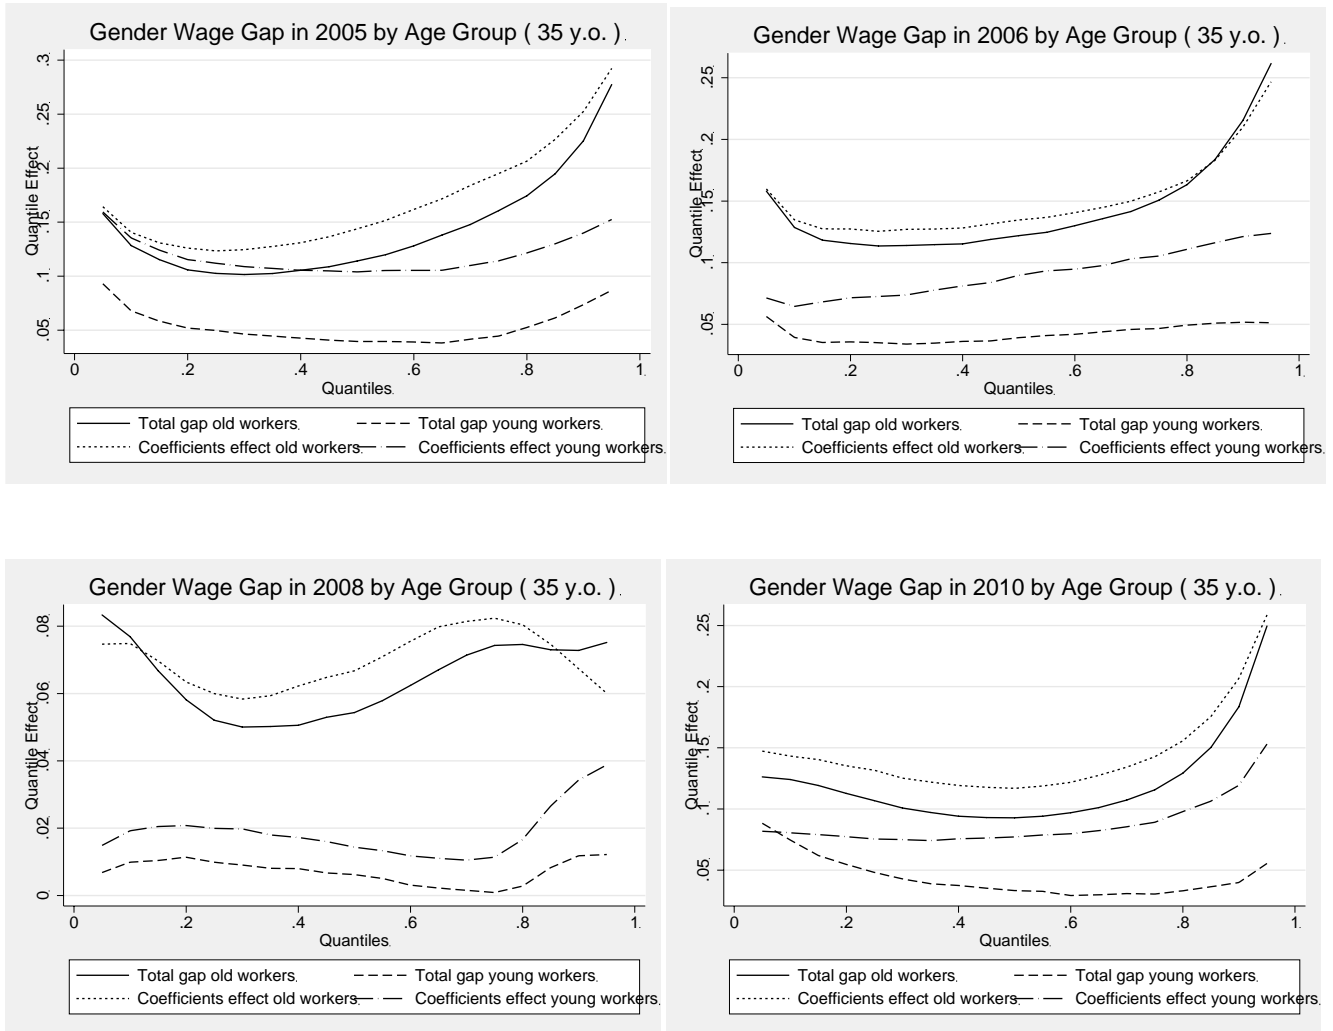 Gender Wage Gap in 2005 by Age Group ( 35 y.o. ).
.3.
.25.
.2.
.15.
.1.
.05.
Quantile Effect
0 .2 .4 .6 .8 1.
Quantiles.
Total gap old workers. Total gap young workers.
Coefficients effect old workers. Coefficients effect young workers.
Gender Wage Gap in 2006 by Age Group ( 35 y.o. ).
.25.
.2.
.15.
.1.
.05.
Quantile Effect
0 .2 .4 .6 .8 1.
Quantiles.
Total gap old workers. Total gap young workers.
Coefficients effect old workers. Coefficients effect young workers.
Gender Wage Gap in 2008 by Age Group ( 35 y.o. ).
.08.
.06.
.04.
.02.
0.
Quantile Effect
0 .2 .4 .6 .8 1.
Quantiles.
Total gap old workers. Total gap young workers.
Coefficients effect old workers. Coefficients effect young workers.
Gender Wage Gap in 2010 by Age Group ( 35 y.o. ).
.25.
.2.
.15.
.1.
.05.
Quantile Effect
0 .2 .4 .6 .8 1.
Quantiles.
Total gap old workers. Total gap young workers.
Coefficients effect old workers. Coefficients effect young workers.